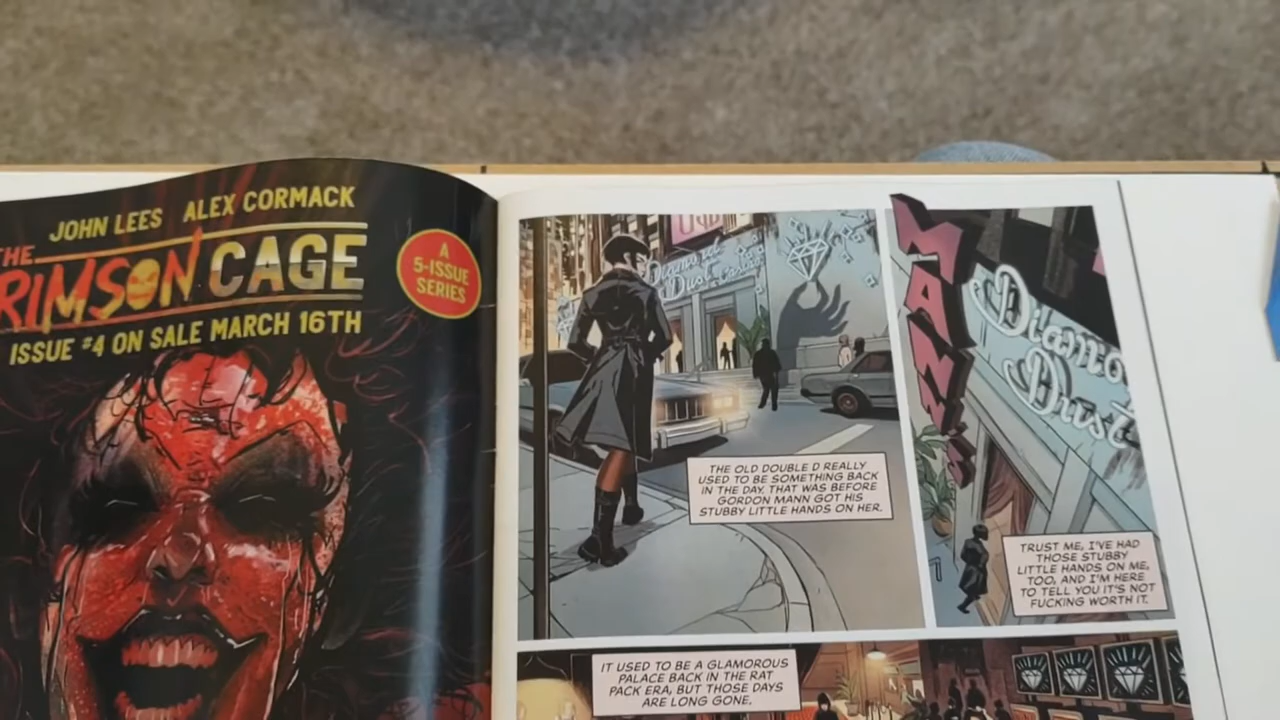 JOHN LEES ALEX CORMACK
THE
CRIMSON CAGE
ISSUE #4 ON SALE MARCH 16TH
A
5-ISSUE
SERIES
Diamond
Dust
THE OLD DOUBLE D REALLY
USED TO BE SOMETHING BACK
IN THE DAY. THAT WAS BEFORE
GORDON MANN GOT HIS
STUBBY LITTLE HANDS ON HER.
MANN'S
Diamo
Dust
TRUST ME, I'VE HAD
THOSE STUBBY
LITTLE HANDS ON ME,
TOO, AND I'M HERE
TO TELL YOU IT'S NOT
FUCKING WORTH IT.
IT USED TO BE A GLAMOROUS
PALACE BACK IN THE RAT
PACK ERA, BUT THOSE DAYS
ARE LONG GONE.